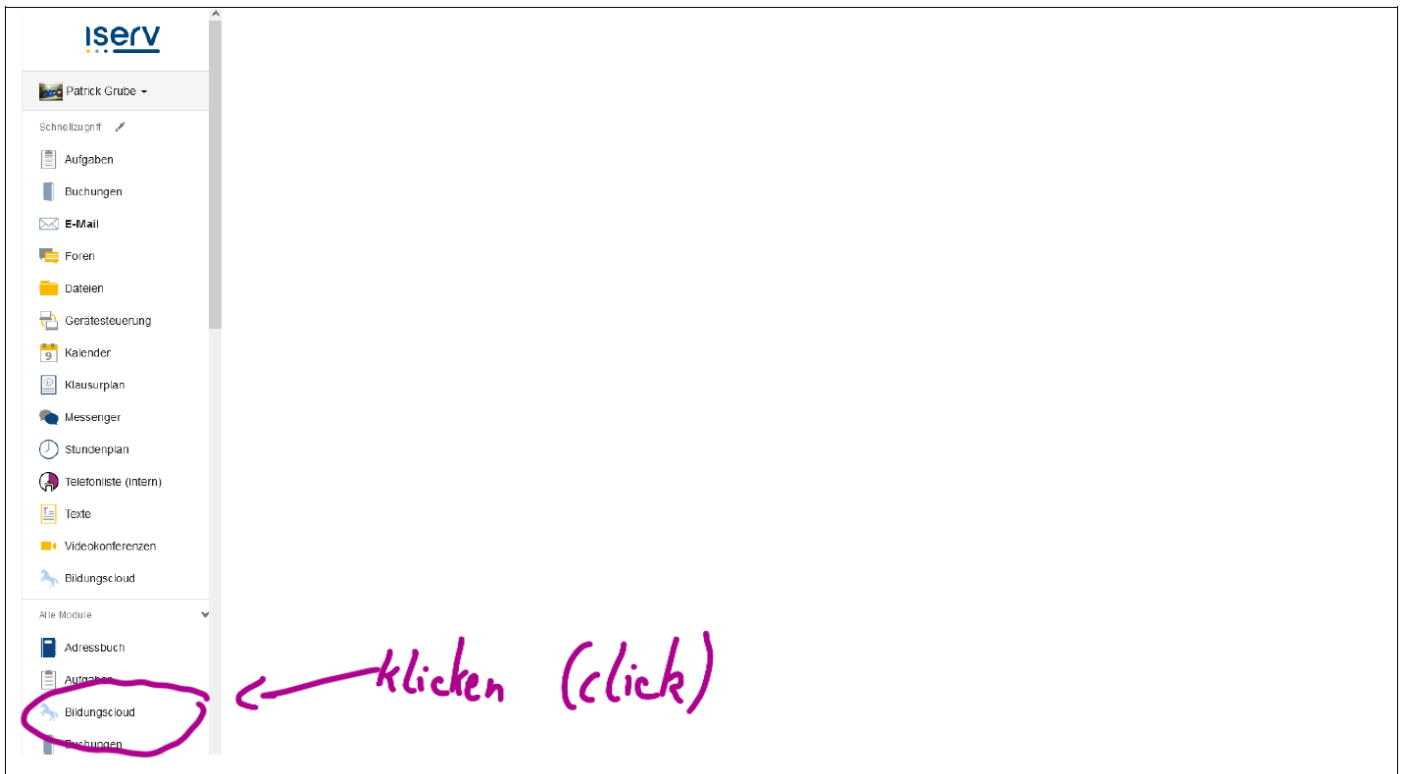 Iserv
Patrick Grube
Schnellzugriff
Aufgaben
Buchungen
E-Mail
Foren
Dateien
Gerätesteuerung
9 Kalender
Klausurplan
Messenger
Stundenplan
Telefonliste (intern)
Texte
Videokonferenzen
Bildungscloud
Alle Module
Adressbuch
Aufgaben
klicken (click)
Bildungscloud
Buchungen